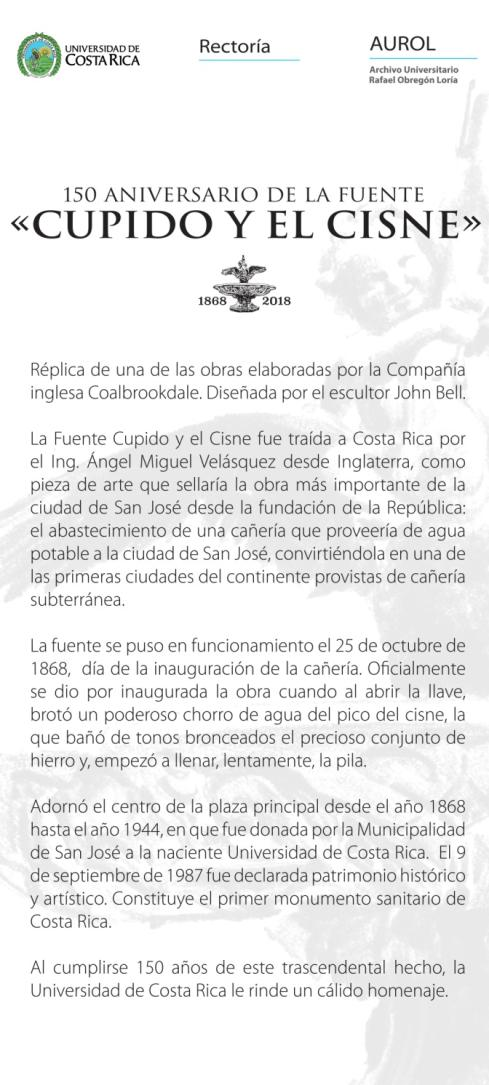 UNIVERSIDAD DE
COSTA RICA
Rectoría
AUROL
Archivo Universitario
Rafael Obregón Loría
150 ANIVERSARIO DE LA FUENTE
«CUPIDO Y EL CISNE»
1868 2018
Réplica de una de las obras elaboradas por la Compañía
inglesa Coalbrookdale. Diseñada por el escultor John Bell.
La Fuente Cupido y el Cisne fue traída a Costa Rica por
el Ing. Ángel Miguel Velásquez desde Inglaterra, como
pieza de arte que sellaría la obra más importante de la
ciudad de San José desde la fundación de la República:
el abastecimiento de una cañería que proveería de agua
potable a la ciudad de San José, convirtiéndola en una de
las primeras ciudades del continente provistas de cañería
subterránea.
La fuente se puso en funcionamiento el 25 de octubre de
1868, día de la inauguración de la cañería. Oficialmente
se dio por inaugurada la obra cuando al abrir la llave,
brotó un poderoso chorro de agua del pico del cisne, la
que bañó de tonos bronceados el precioso conjunto de
hierro y, empezó a llenar, lentamente, la pila.
Adornó el centro de la plaza principal desde el año 1868
hasta el año 1944, en que fue donada por la Municipalidad
de San José a la naciente Universidad de Costa Rica. El 9
de septiembre de 1987 fue declarada patrimonio histórico
y artístico. Constituye el primer monumento sanitario de
Costa Rica.
Al cumplirse 150 años de este trascendental hecho, la
Universidad de Costa Rica le rinde un cálido homenaje.